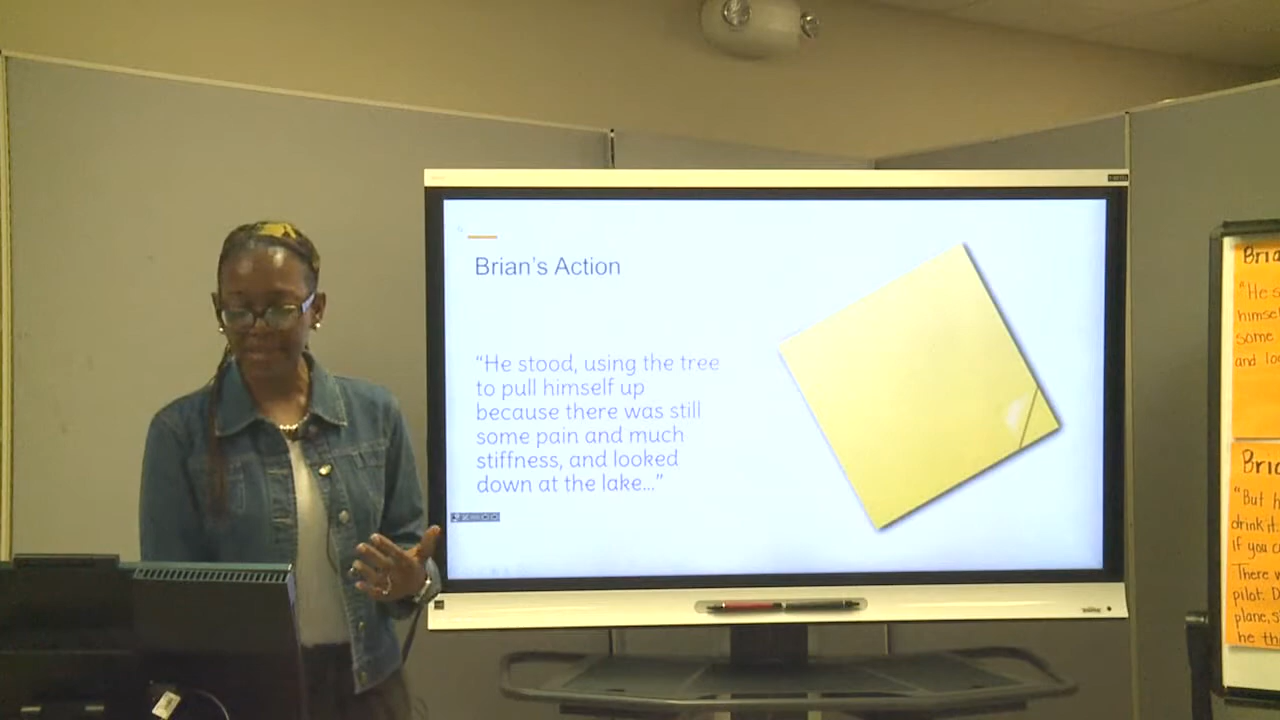 Brian's Action
“He stood, using the tree
to pull himself up
because there was still
some pain and much
stiffness, and looked
down at the lake...”
"He s
himsel
some
and lo
"But h
drink it.
If you c
There w
pilot. D
plane, s
he th